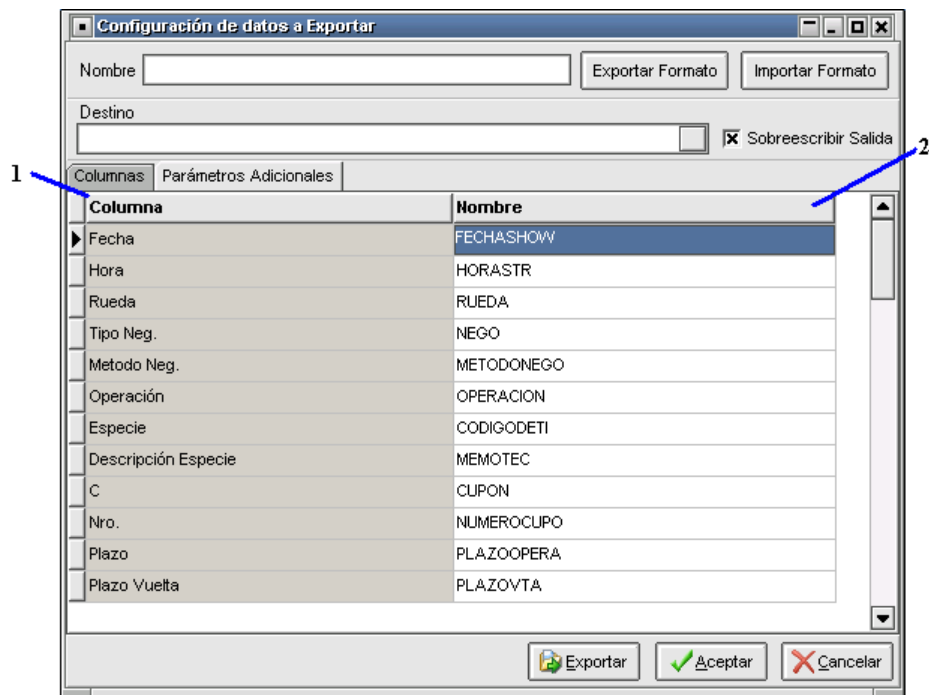 Configuración de datos a Exportar
Nombre Exportar Formato Importar Formato
Destino
Sobreescribir Salida
1 2
Columnas Parámetros Adicionales
Columna Nombre
Fecha FECHASHOW
Hora HORASTR
Rueda RUEDA
Tipo Neg. NEGO
Metodo Neg. METODONEGO
Operación OPERACION
Especie CODIGODETI
Descripción Especie MEMOTEC
C CUPON
Nro. NUMEROCUPO
Plazo PLAZOOPERA
Plazo Vuelta PLAZOVTA
Exportar Aceptar Cancelar